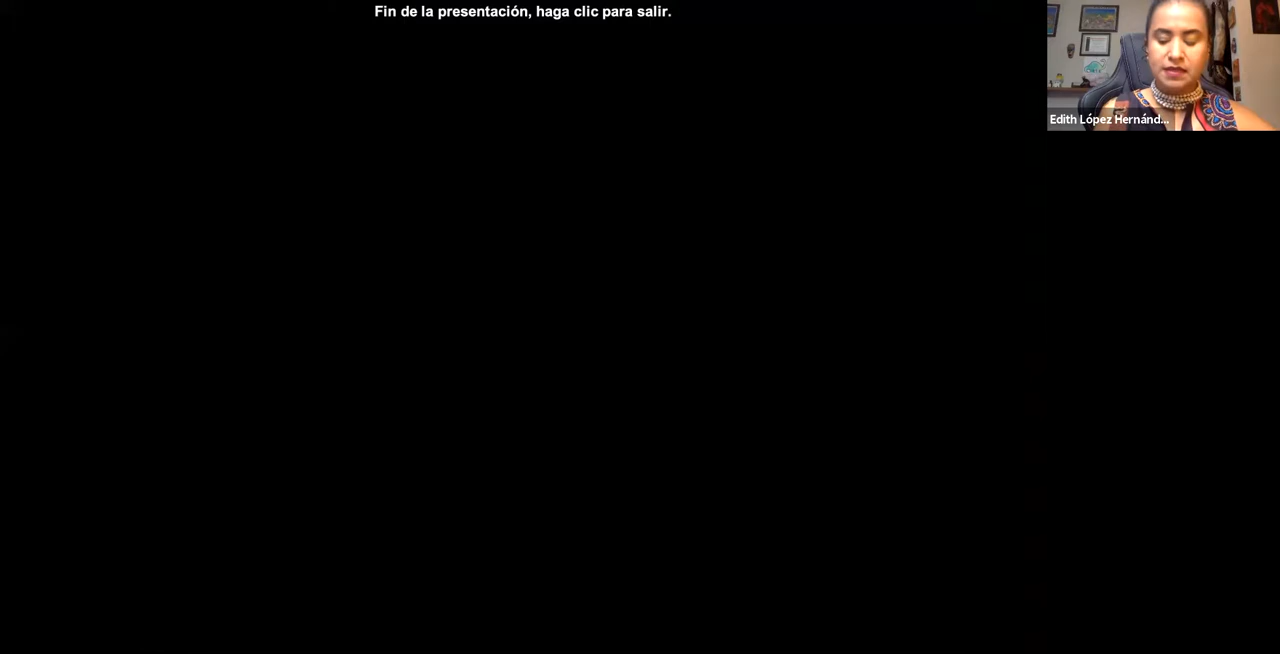 Fin de la presentación, haga clic para salir.
Edith López Hernánd...